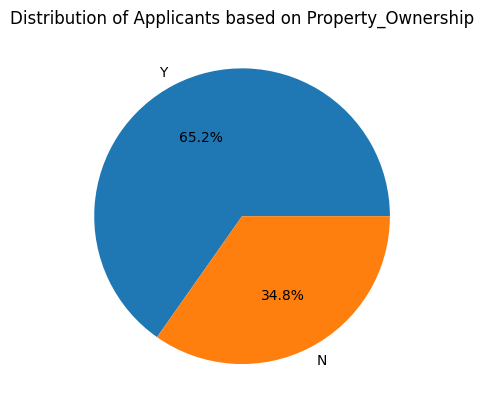 Distribution of Applicants based on Property_Ownership
Y
65.2%
34.8%
N